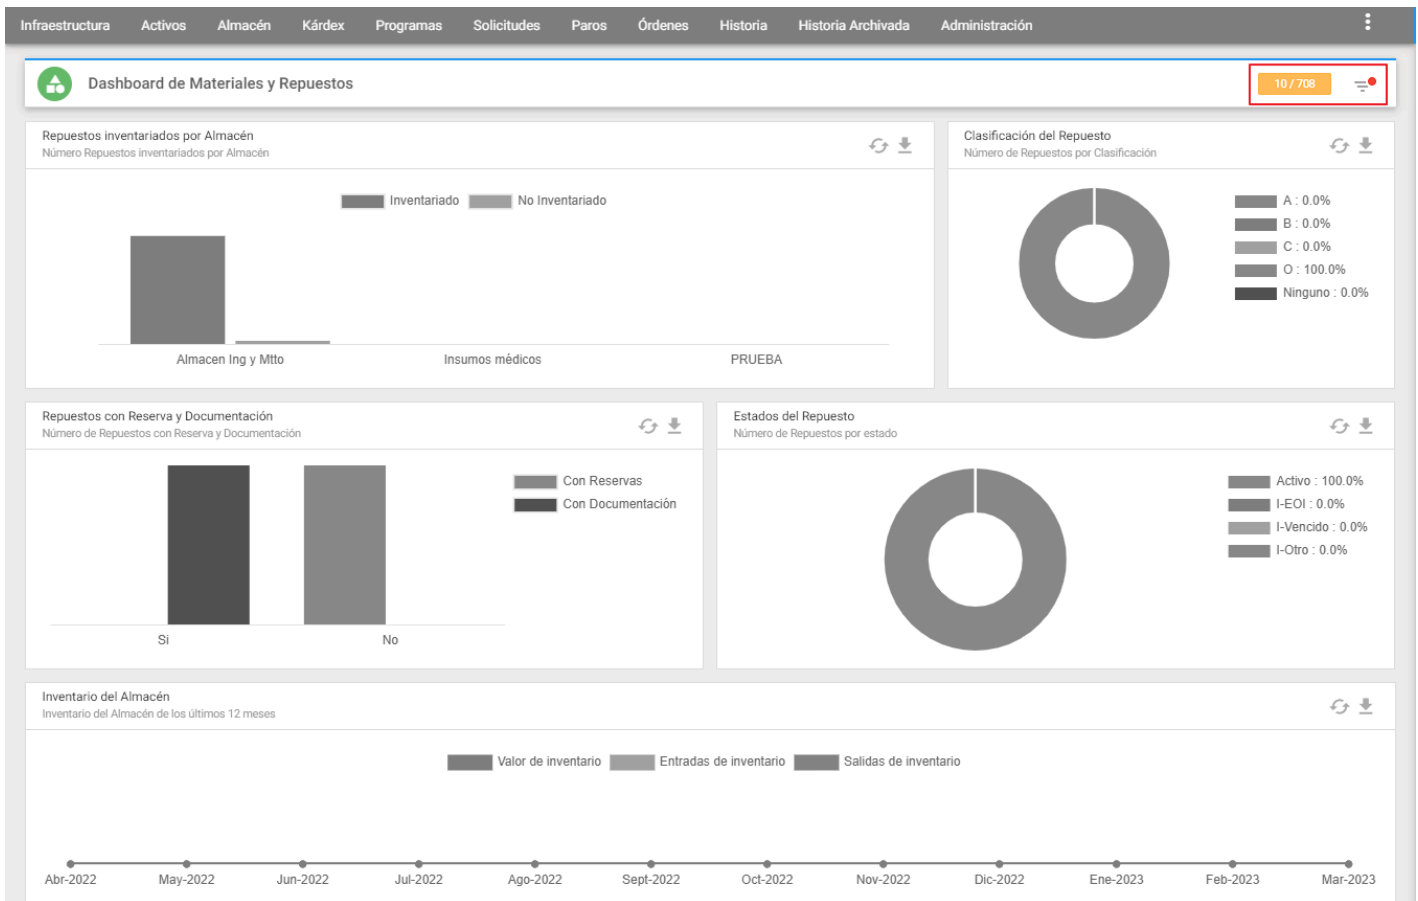 Infraestructura Activos Almacén Kárdex Programas Solicitudes Paros Órdenes Historia Historia Archivada Administración
Dashboard de Materiales y Repuestos
10 / 708
Repuestos inventariados por Almacén
Número Repuestos inventariados por Almacén
Inventariado No Inventariado
Almacen Ing y Mtto Insumos médicos PRUEBA
Clasificación del Repuesto
Número de Repuestos por Clasificación
A : 0.0%
B : 0.0%
C : 0.0%
O : 100.0%
Ninguno : 0.0%
Repuestos con Reserva y Documentación
Número de Repuestos con Reserva y Documentación
Con Reservas
Con Documentación
Si No
Estados del Repuesto
Número de Repuestos por estado
Activo : 100.0%
I-EOI : 0.0%
I-Vencido : 0.0%
I-Otro : 0.0%
Inventario del Almacén
Inventario del Almacén de los últimos 12 meses
Valor de inventario Entradas de inventario Salidas de inventario
Abr-2022 May-2022 Jun-2022 Jul-2022 Ago-2022 Sept-2022 Oct-2022 Nov-2022 Dic-2022 Ene-2023 Feb-2023 Mar-2023